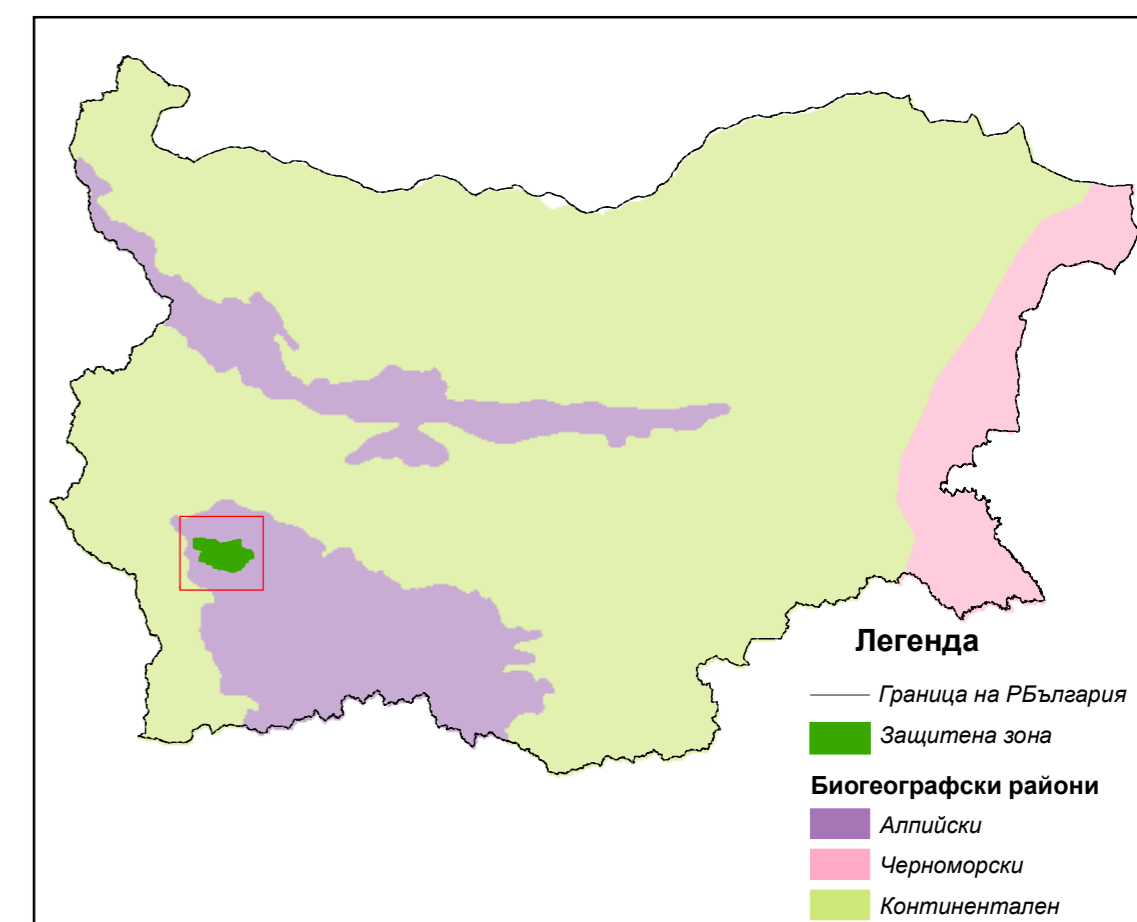 Легенда
Граница на РБългария
Защитена зона
Биогеографски райони
Алпийски
Черноморски
Континентален